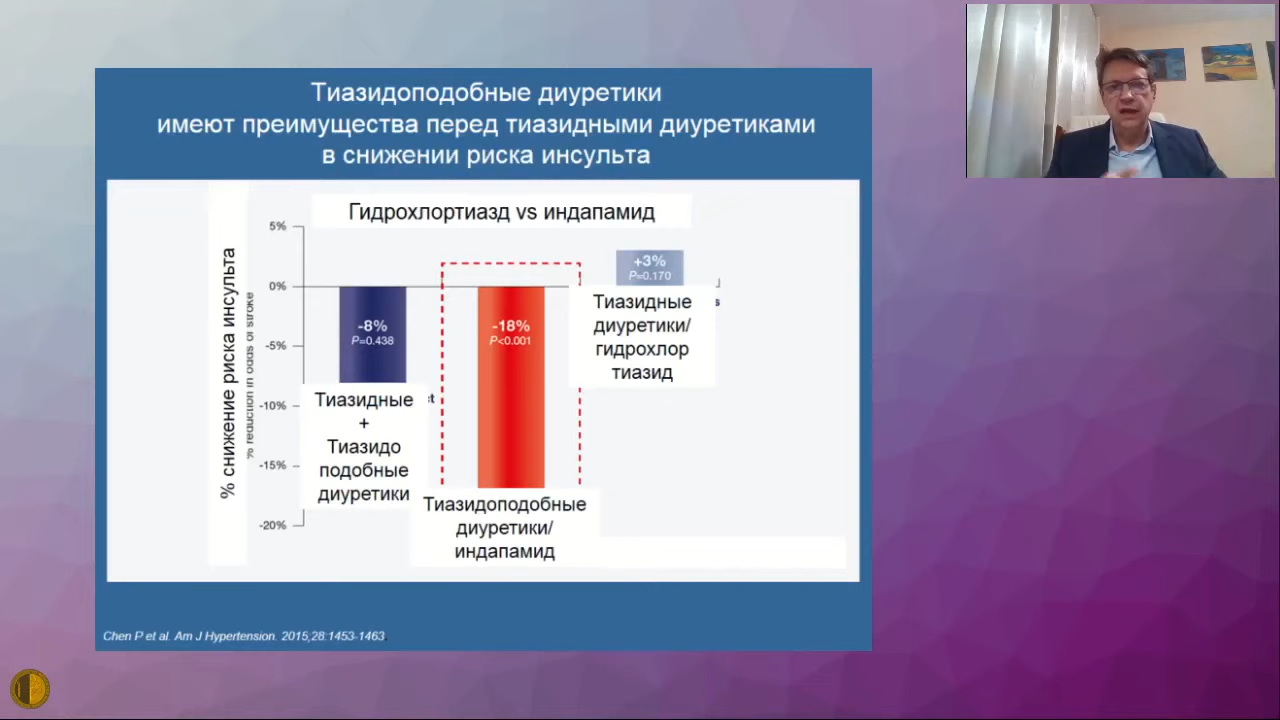 Тиазидоподобные диуретики
имеют преимущества перед тиазидными диуретиками
в снижении риска инсульта
Гидрохлортиазд vs индапамид
% снижение риска инсульта
% reduction in odds of stroke
5%
0%
-5%
-10%
-15%
-20%
-8%
P=0.438
-18%
P<0.001
+3%
P=0.170
Тиазидные
+
Тиазидо
подобные
диуретики
Тиазидоподобные
диуретики/
индапамид
Тиазидные
диуретики/
гидрохлор
тиазид
Chen P et al. Am J Hypertension. 2015,28:1453-1463